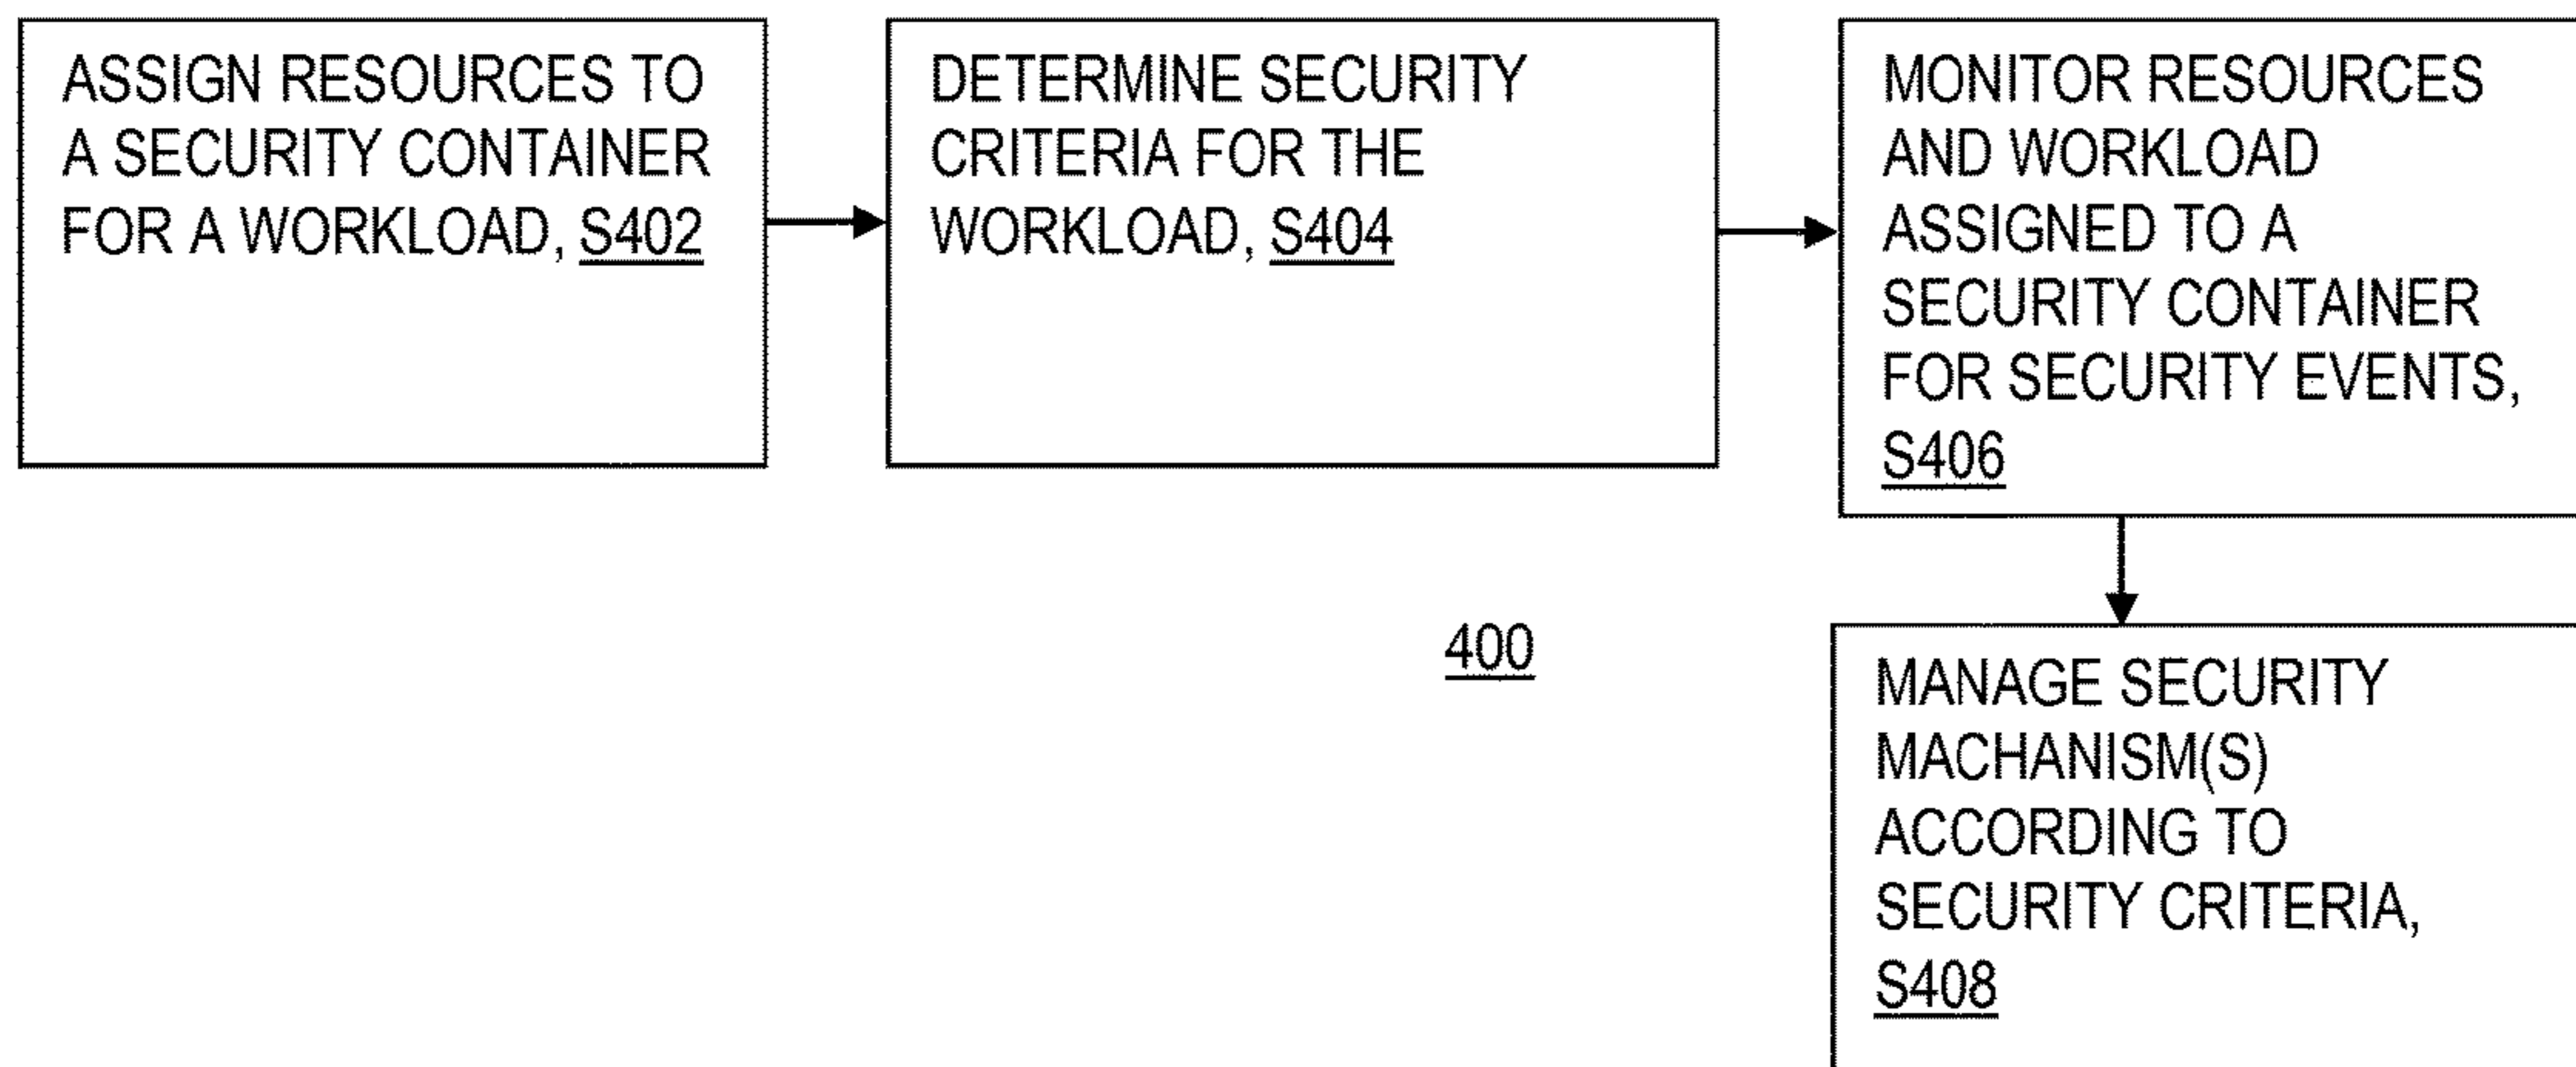 ASSIGN RESOURCES TO
A SECURITY CONTAINER
FOR A WORKLOAD, S402
DETERMINE SECURITY
CRITERIA FOR THE
WORKLOAD, S404
MONITOR RESOURCES
AND WORKLOAD
ASSIGNED TO A
SECURITY CONTAINER
FOR SECURITY EVENTS,
S406
400
MANAGE SECURITY
MACHANISM(S)
ACCORDING TO
SECURITY CRITERIA,
S408